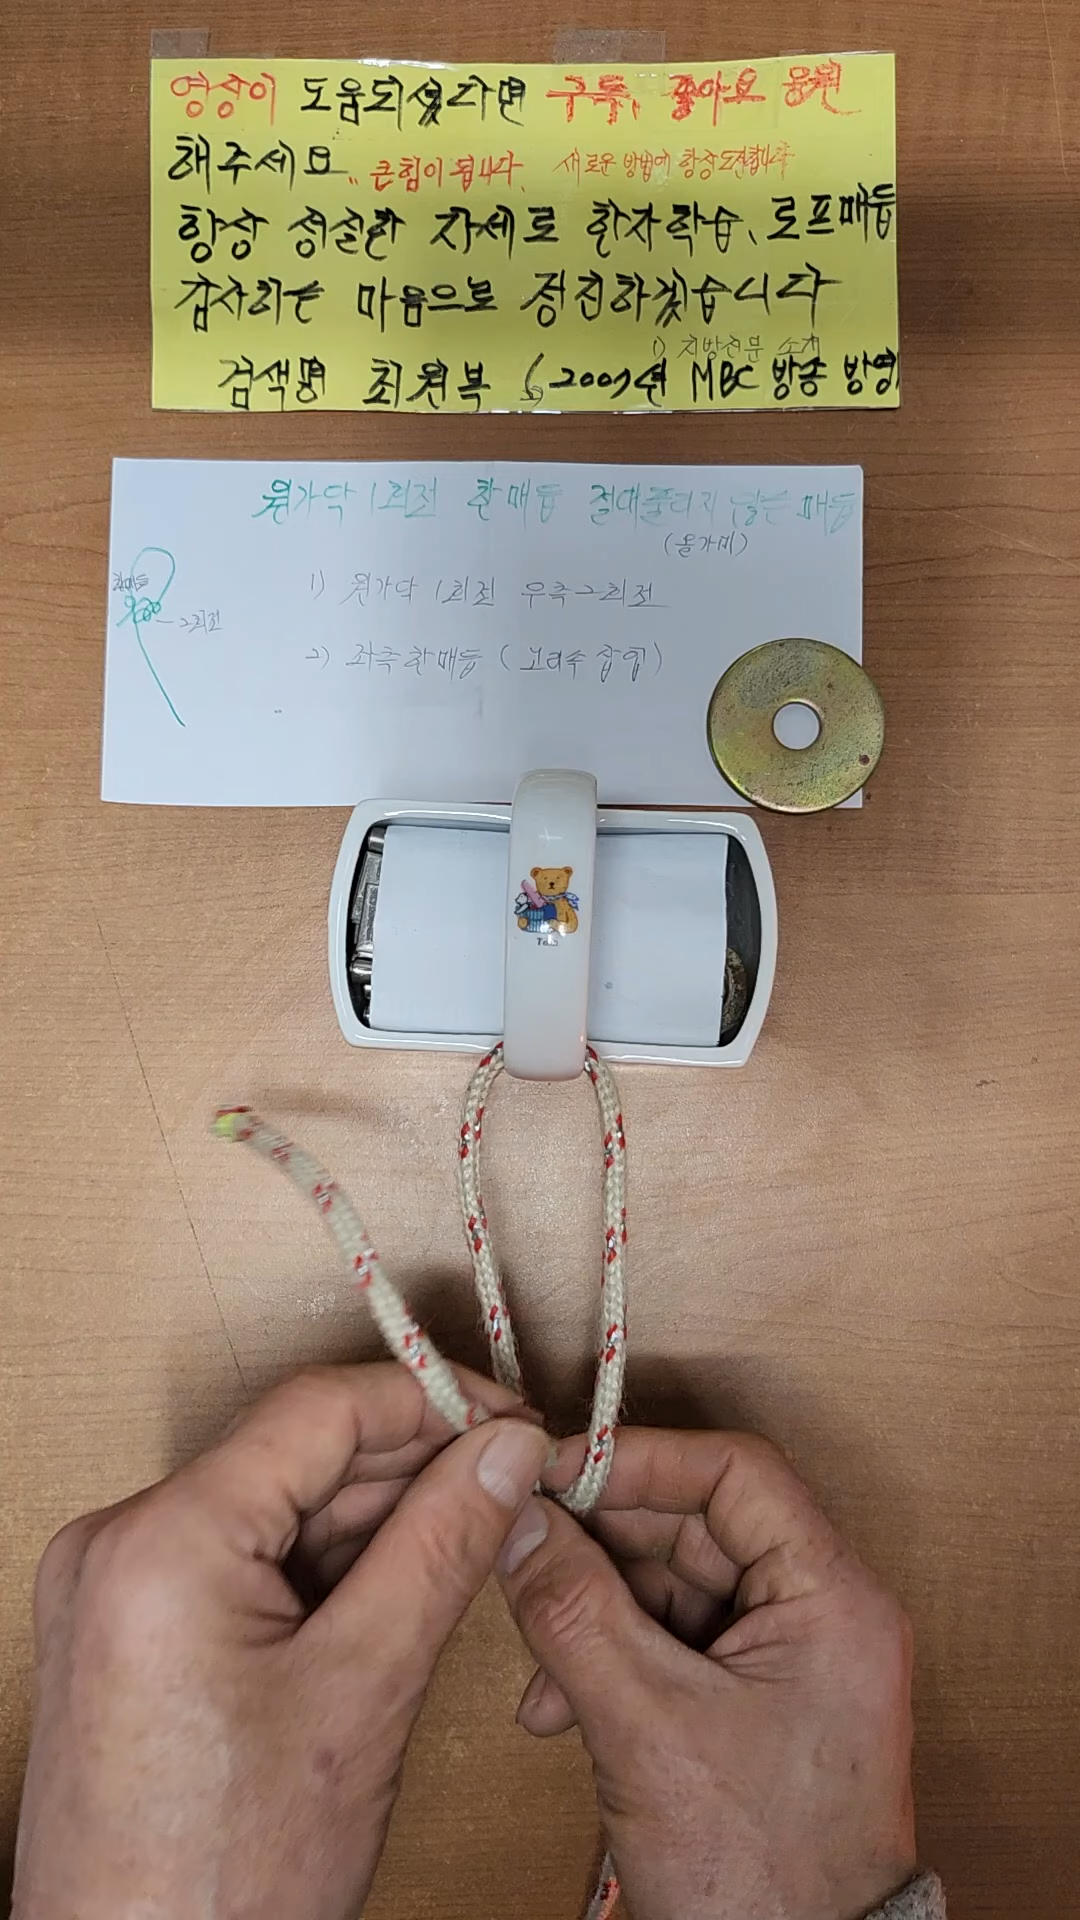 영상이 도움되셨다면 구독, 좋아요 응원
해주세요.. 큰힘이 됩니다. 새로운 방법에 항상 도전합니다
항상 성실한 자세로 한자학습, 로프매듭
감사하는 마음으로 정진하겠습니다
1) 지방신문 소개
검색명 최원복 2007년 MBC 방송 방영
원가닥 1회전 한매듭 절대풀리지 않는 매듭
(올가미)
1) 원가닥 1회전 우측 2회전
한매듭
2회전
2) 좌측 한매듭 (고리속 삽입)